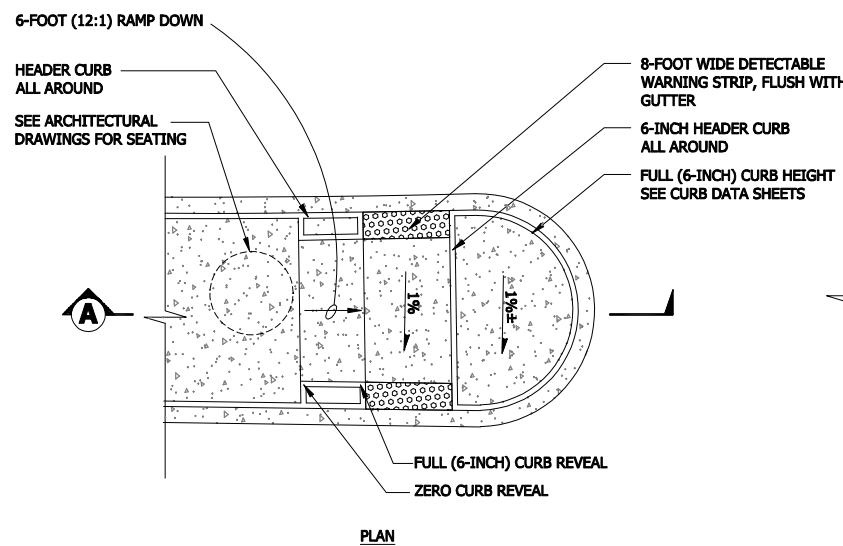 6-FOOT (12:1) RAMP DOWN
HEADER CURB
ALL AROUND
SEE ARCHITECTURAL
DRAWINGS FOR SEATING
8-FOOT WIDE DETECTABLE
WARNING STRIP, FLUSH WITH
GUTTER
6-INCH HEADER CURB
ALL AROUND
FULL (6-INCH) CURB HEIGHT
SEE CURB DATA SHEETS
A
1%
1%±
FULL (6-INCH) CURB REVEAL
ZERO CURB REVEAL
PLAN